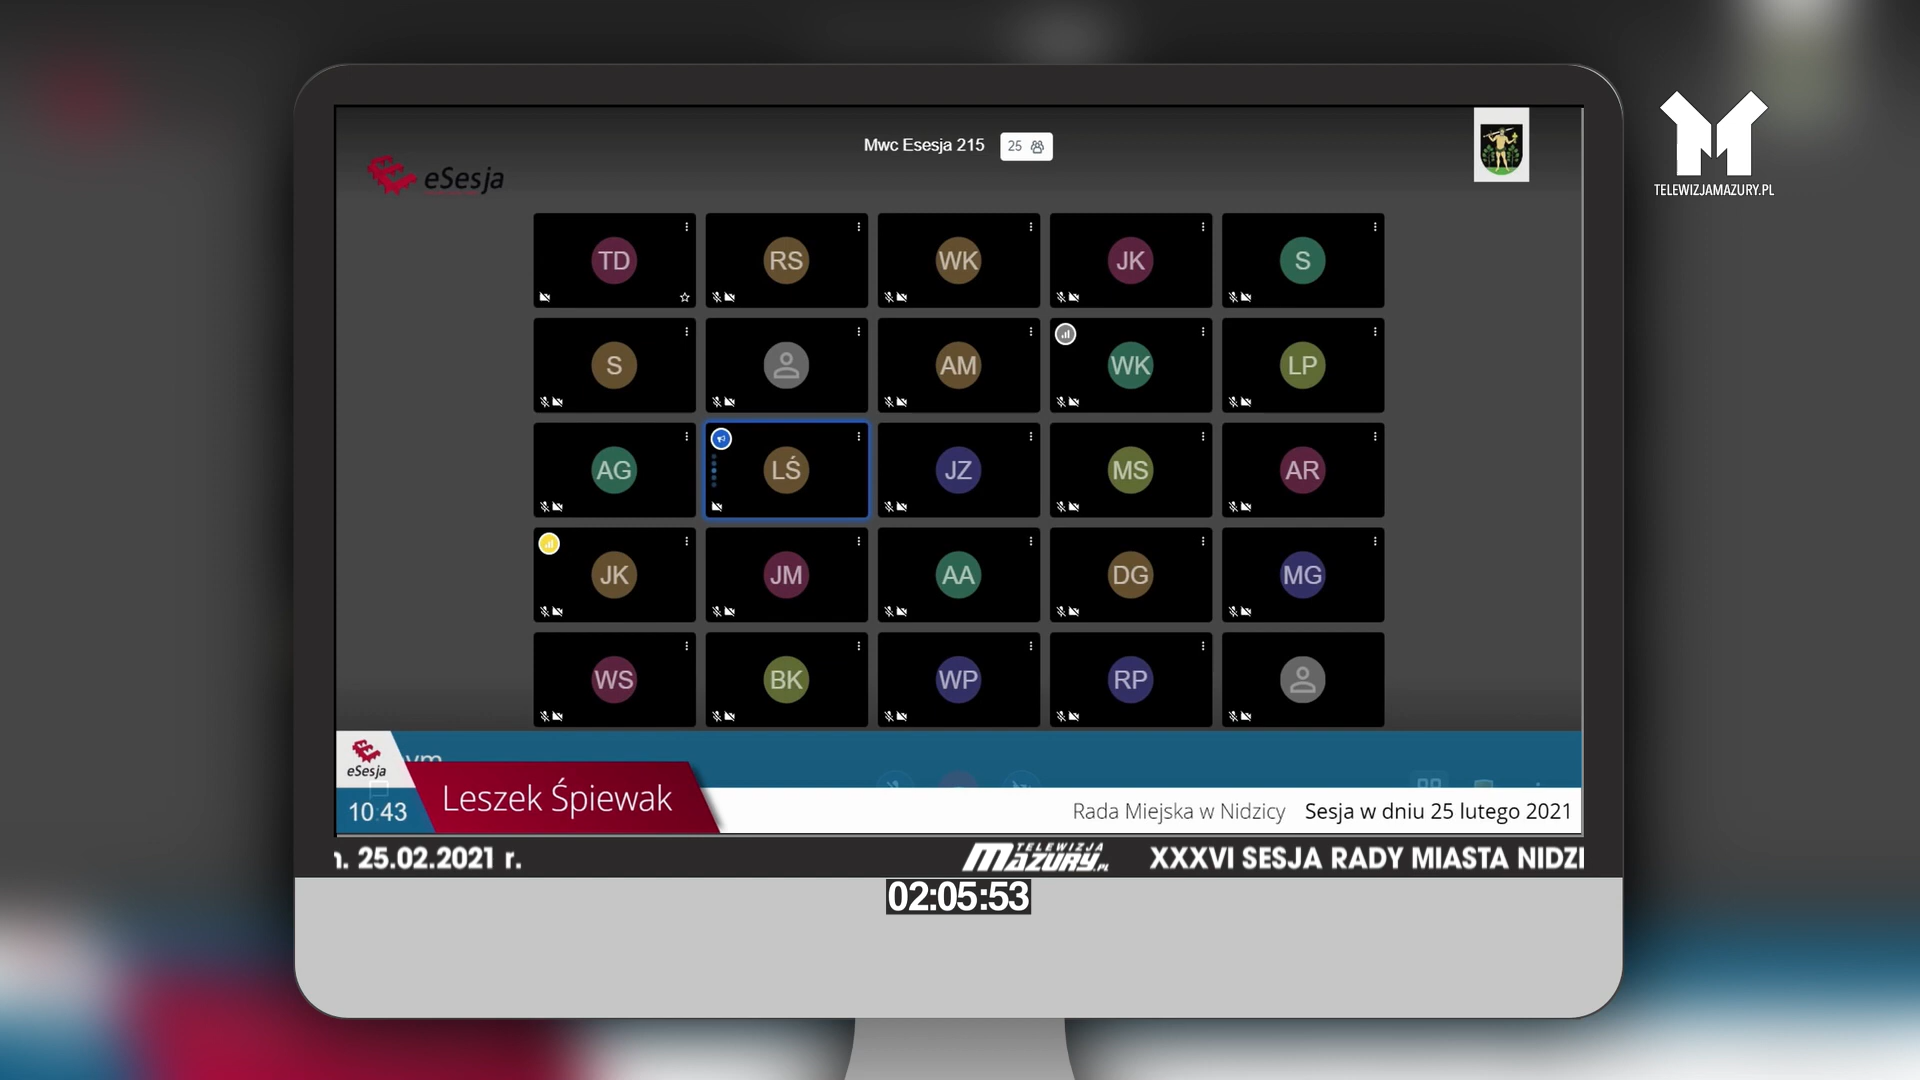 Mwc Esesja 215 25
eSesja
TELEWIZJAMAZURY.PL
TD RS WK JK S
S AM WK LP
AG LŚ JZ MS AR
JK JM AA DG MG
WS BK WP RP
eSesja
10:43
Leszek Śpiewak
Rada Miejska w Nidzicy Sesja w dniu 25 lutego 2021
. 25.02.2021 r. TELEWIZJA MAZURY.PL XXXVI SESJA RADY MIASTA NIDZI
02:05:53